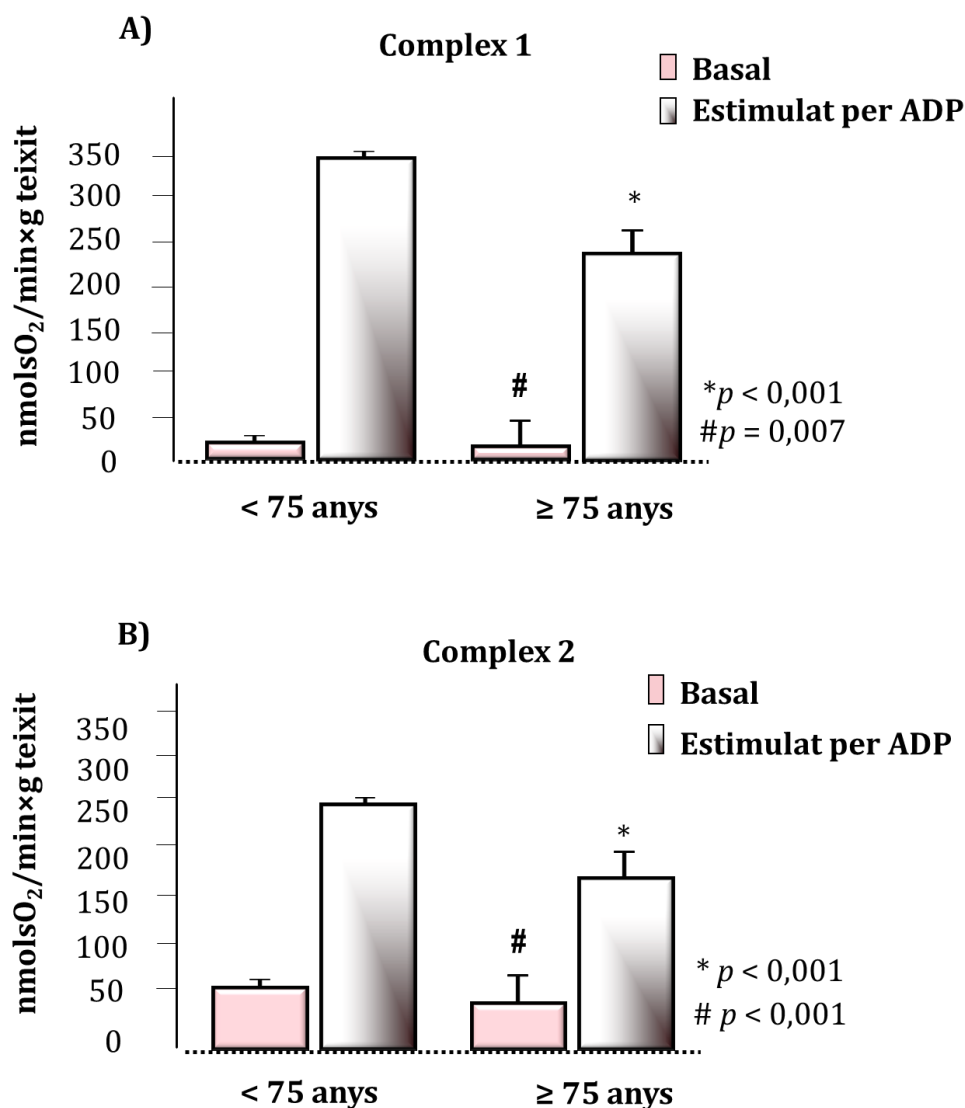 A)
Complex 1
Basal
Estimulat per ADP
nmolsO₂/min×g teixit
350
300
250
200
150
100
50
0
*
#
*p < 0,001
#p = 0,007
< 75 anys
≥ 75 anys
B)
Complex 2
Basal
Estimulat per ADP
nmolsO₂/min×g teixit
350
300
250
200
150
100
50
0
*
#
* p < 0,001
# p < 0,001
< 75 anys
≥ 75 anys